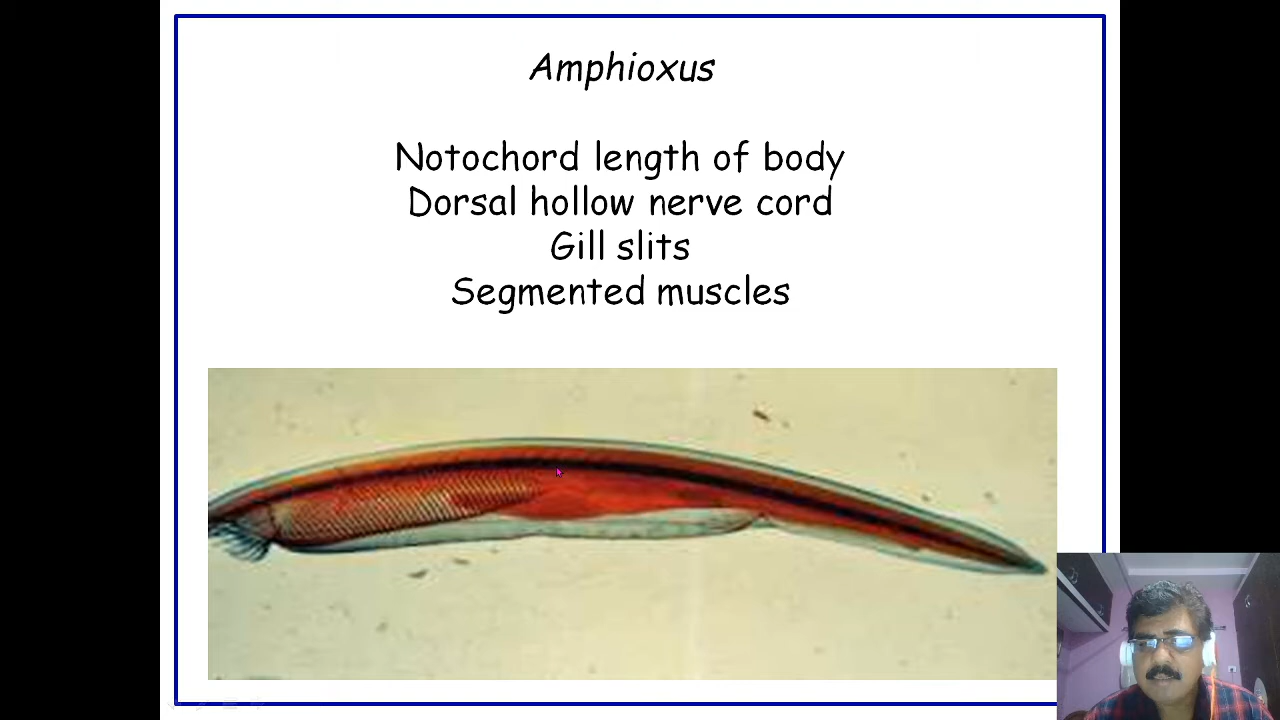 Amphioxus
Notochord length of body
Dorsal hollow nerve cord
Gill slits
Segmented muscles